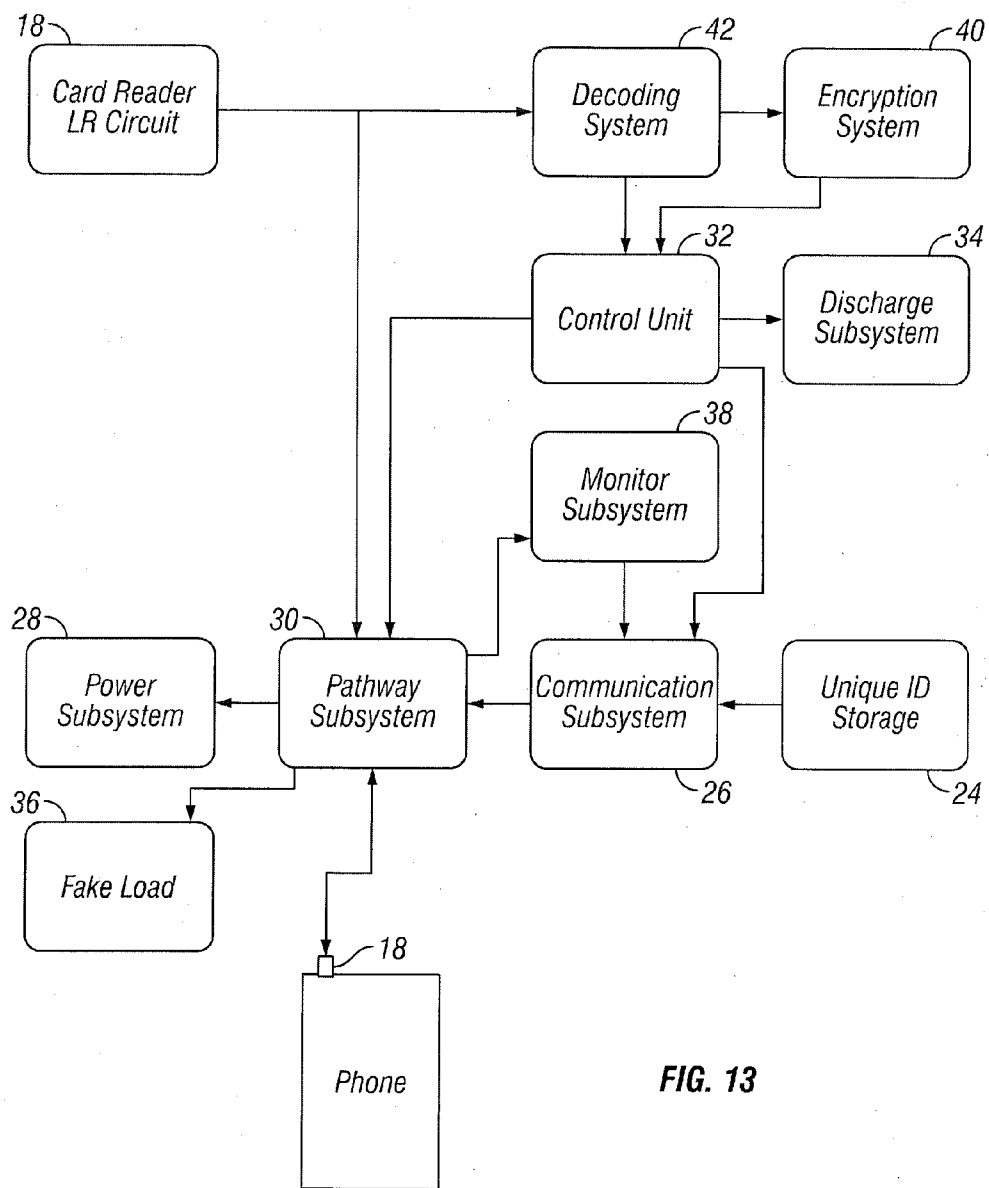 18
Card Reader
LR Circuit
42
Decoding
System
40
Encryption
System
32
Control Unit
34
Discharge
Subsystem
38
Monitor
Subsystem
28
Power
Subsystem
30
Pathway
Subsystem
Communication
Subsystem
26
Unique ID
Storage
24
36
Fake Load
18
Phone
FIG. 13